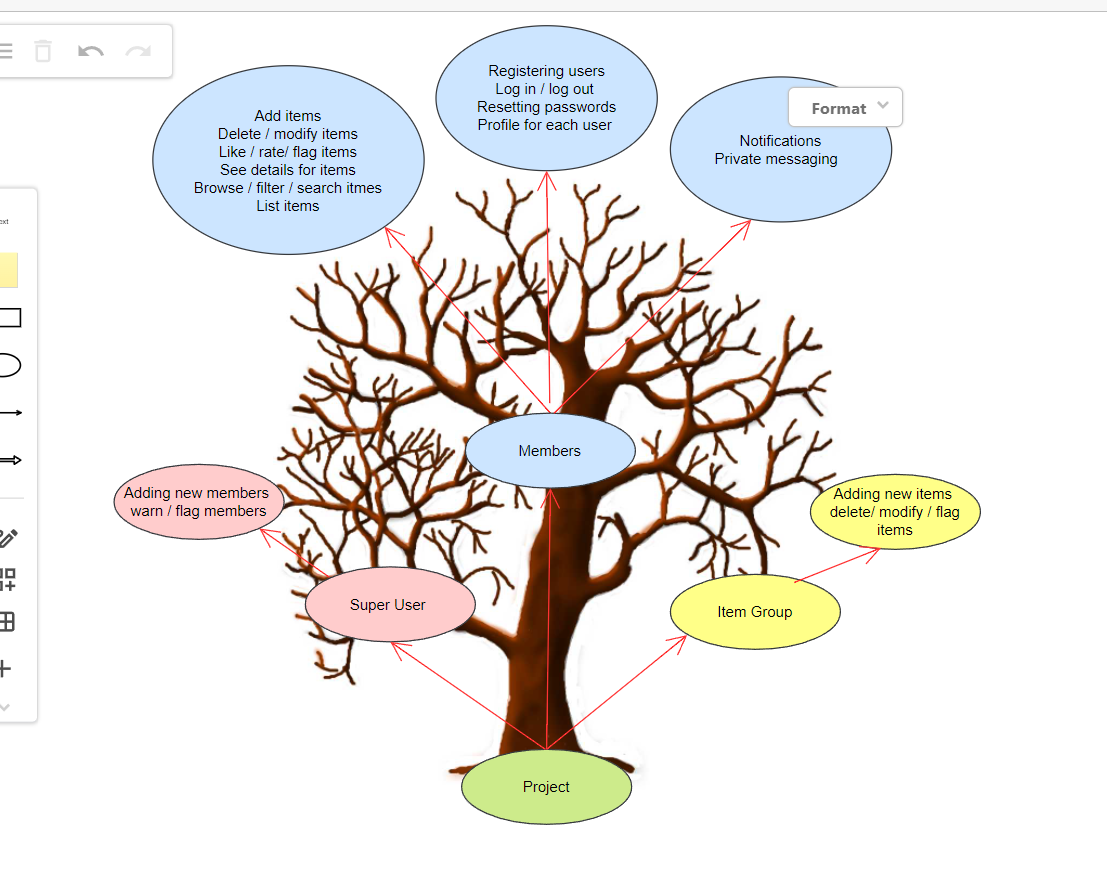 Registering users
Log in / log out
Resetting passwords
Profile for each user
Format
Add items
Delete / modify items
Like / rate/ flag items
See details for items
Browse / filter / search itmes
List items
Notifications
Private messaging
ext
Members
Adding new members
warn / flag members
Adding new items
delete/ modify / flag
items
Super User
Item Group
Project